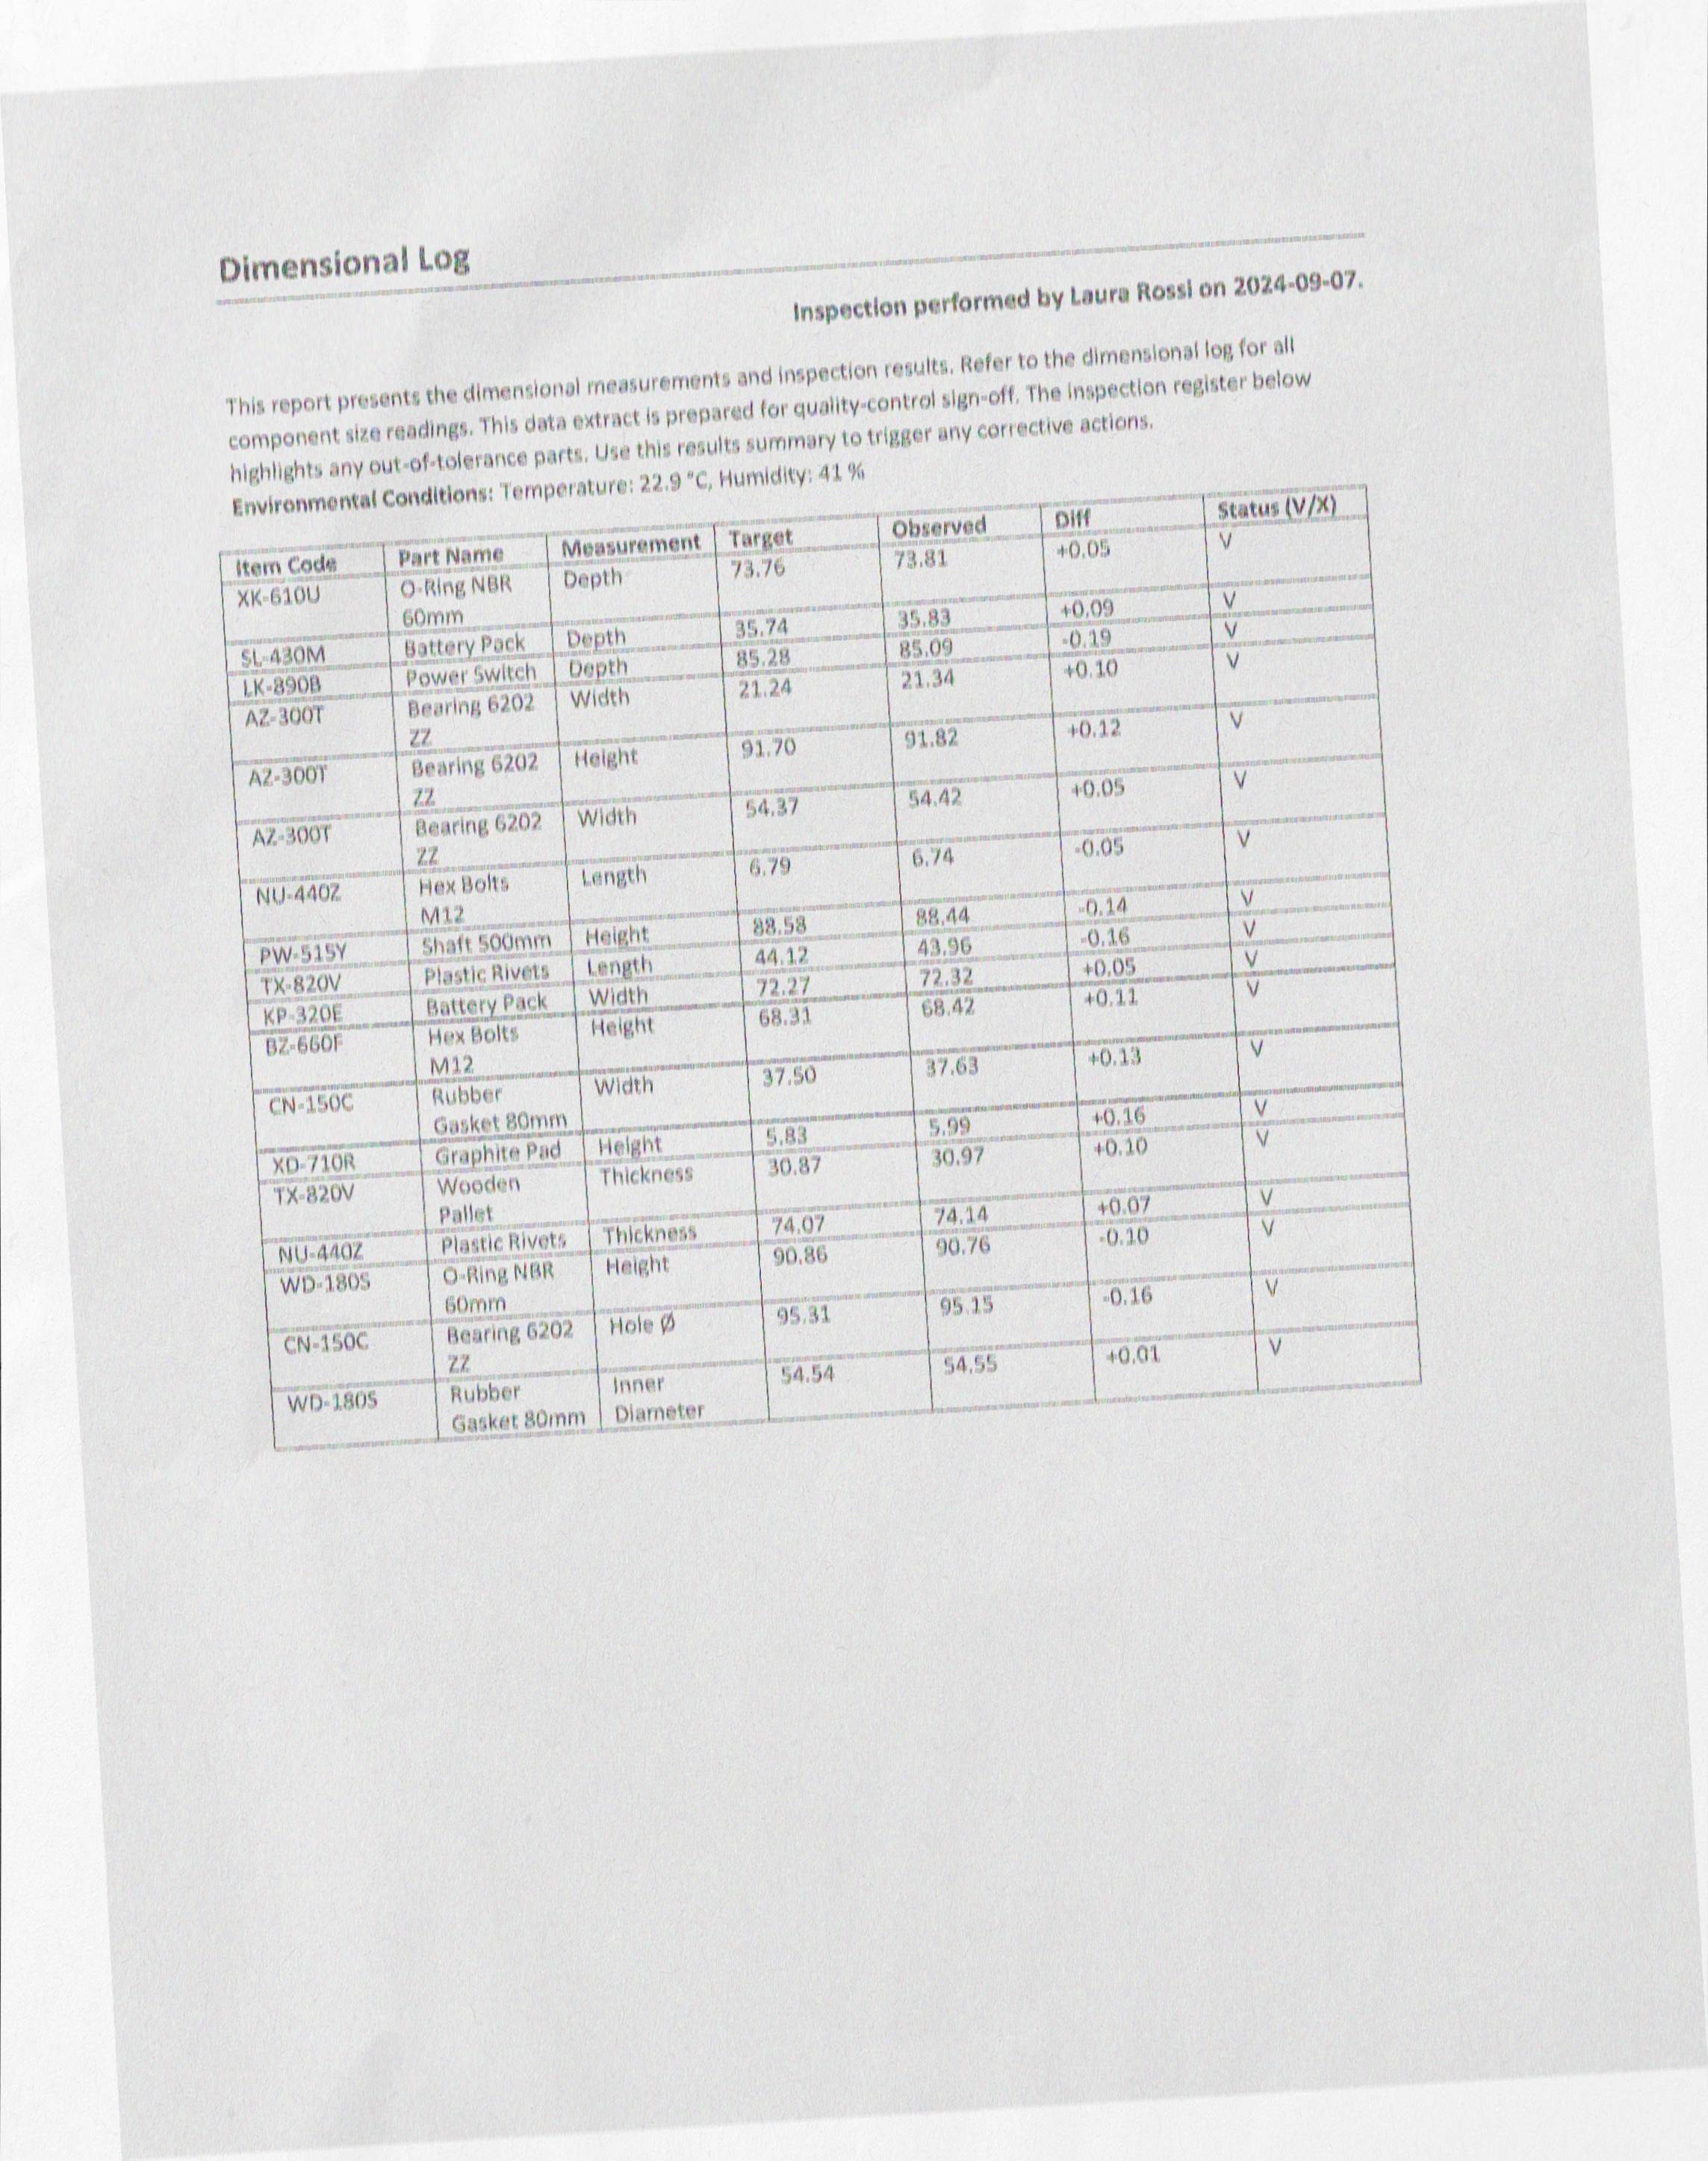 Dimensional Log
Inspection performed by Laura Rossi on 2024-09-07.
This report presents the dimensional measurements and inspection results. Refer to the dimensional log for all
component size readings. This data extract is prepared for quality-control sign-off. The inspection register below
highlights any out-of-tolerance parts. Use this results summary to trigger any corrective actions.
Environmental Conditions: Temperature: 22.9 °C, Humidity: 41 %
Item Code Part Name Measurement Target Observed Diff Status (V/X)
XK-610U O-Ring NBR Depth 73.76 73.81 +0.05 V
60mm
SL-430M Battery Pack Depth 35.74 35.83 +0.09 V
LK-890B Power Switch Depth 85.28 85.09 -0.19 V
AZ-300T Bearing 6202 Width 21.24 21.34 +0.10 V
ZZ
AZ-300T Bearing 6202 Height 91.70 91.82 +0.12 V
ZZ
AZ-300T Bearing 6202 Width 54.37 54.42 +0.05 V
ZZ
NU-440Z Hex Bolts Length 6.79 6.74 -0.05 V
M12
PW-515Y Shaft 500mm Height 88.58 88.44 -0.14 V
TX-820V Plastic Rivets Length 44.12 43.96 -0.16 V
KP-320E Battery Pack Width 72.27 72.32 +0.05 V
BZ-660F Hex Bolts Height 68.31 68.42 +0.11 V
M12
CN-150C Rubber Width 37.50 37.63 +0.13 V
Gasket 80mm
XD-710R Graphite Pad Height 5.83 5.99 +0.16 V
TX-820V Wooden Thickness 30.87 30.97 +0.10 V
Pallet
NU-440Z Plastic Rivets Thickness 74.07 74.14 +0.07 V
WD-180S O-Ring NBR Height 90.86 90.76 -0.10 V
60mm
CN-150C Bearing 6202 Hole Ø 95.31 95.15 -0.16 V
ZZ
WD-180S Rubber Inner 54.54 54.55 +0.01 V
Gasket 80mm Diameter